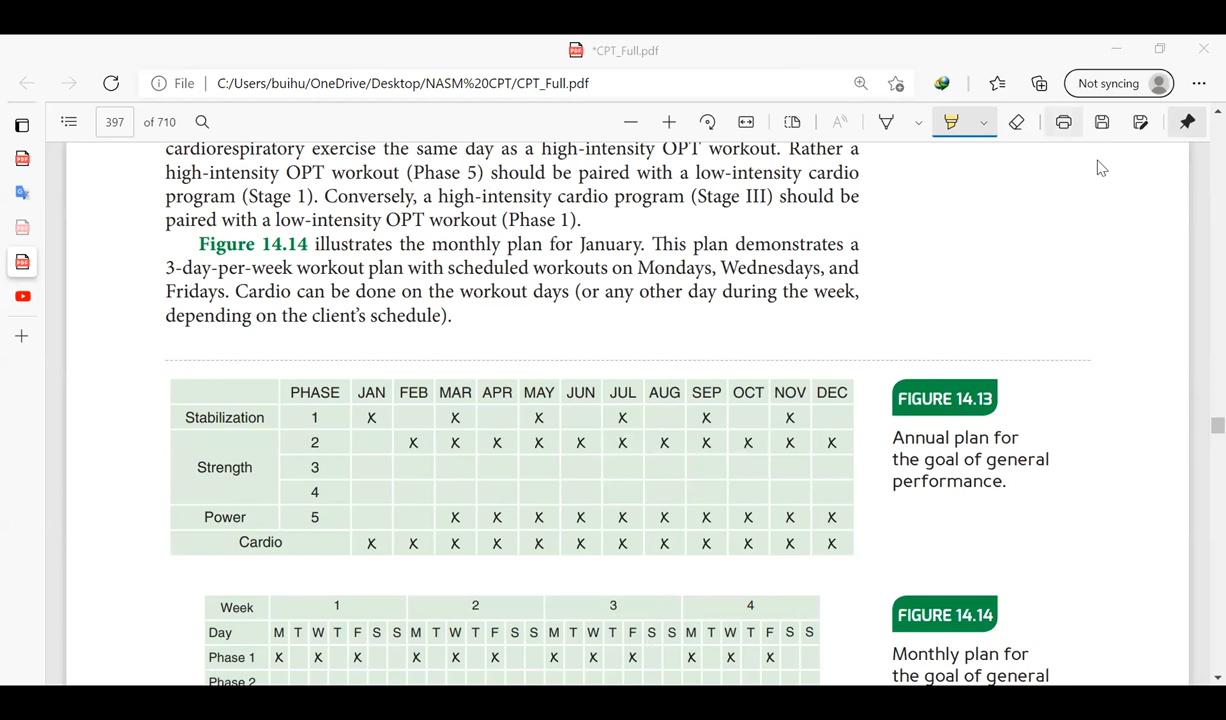 *CPT_Full.pdf
File C:/Users/buihu/OneDrive/Desktop/NASM%20CPT/CPT_Full.pdf
Not syncing
397 of 710
cardiorespiratory exercise the same day as a high-intensity OPT workout. Rather a
high-intensity OPT workout (Phase 5) should be paired with a low-intensity cardio
program (Stage 1). Conversely, a high-intensity cardio program (Stage III) should be
paired with a low-intensity OPT workout (Phase 1).
Figure 14.14 illustrates the monthly plan for January. This plan demonstrates a
3-day-per-week workout plan with scheduled workouts on Mondays, Wednesdays, and
Fridays. Cardio can be done on the workout days (or any other day during the week,
depending on the client's schedule).
PHASE JAN FEB MAR APR MAY JUN JUL AUG SEP OCT NOV DEC
Stabilization 1 X X X X X X
2 X X X X X X X X X X X
Strength 3
4
Power 5 X X X X X X X X X X
Cardio X X X X X X X X X X X X
FIGURE 14.13
Annual plan for
the goal of general
performance.
Week 1 2 3 4
Day M T W T F S S M T W T F S S M T W T F S S M T W T F S S
Phase 1 X X X X X X X X X X X X
Phase 2
FIGURE 14.14
Monthly plan for
the goal of general